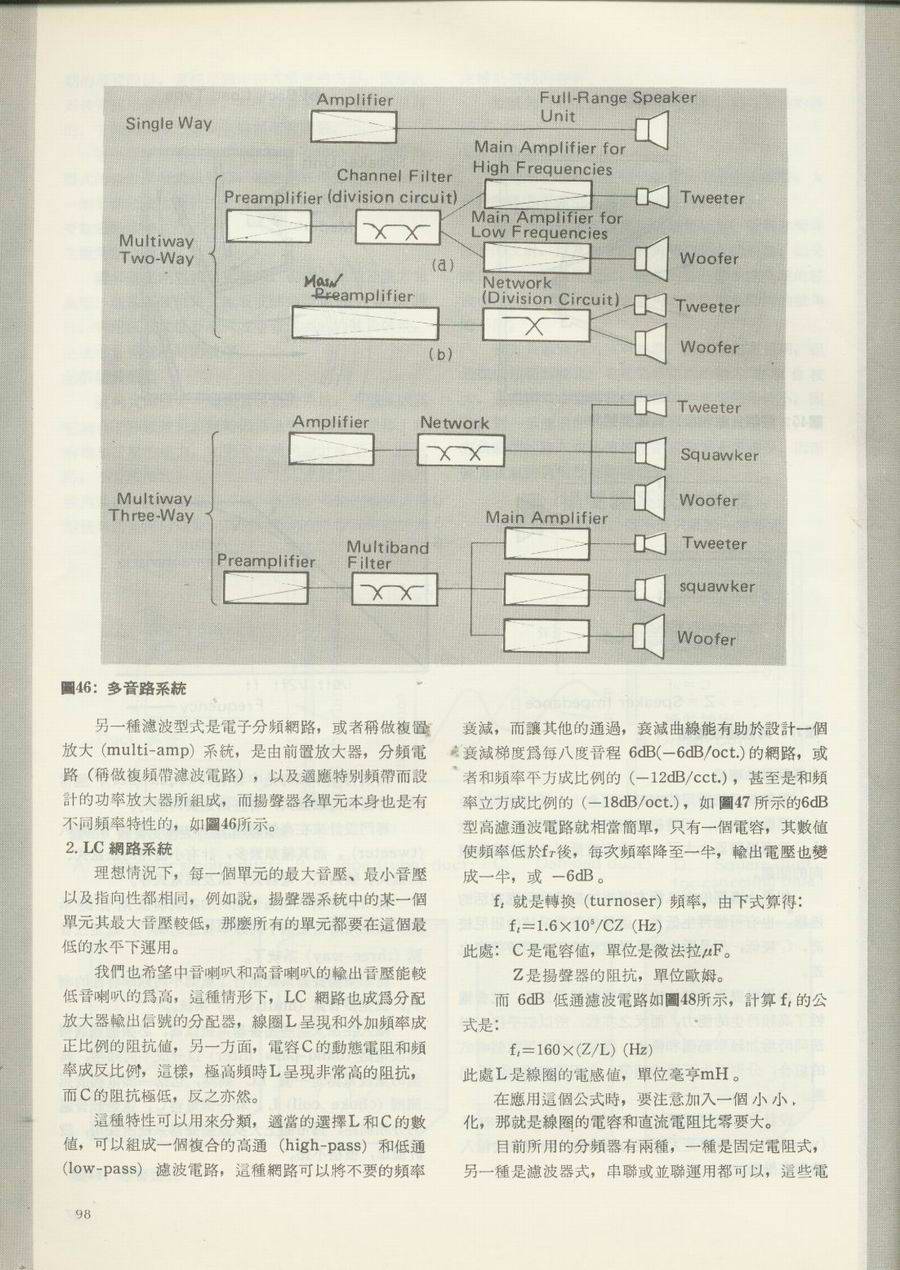 Amplifier
Full-Range Speaker
Unit
Single Way
Main Amplifier for
High Frequencies
Channel Filter
(division circuit)
Preamplifier
Tweeter
Main Amplifier for
Low Frequencies
Multiway
Two-Way
(a)
Woofer
Main
Preamplifier
Network
(Division Circuit)
Tweeter
Woofer
(b)
Amplifier
Network
Tweeter
Squawker
Multiway
Three-Way
Woofer
Main Amplifier
Tweeter
Preamplifier
Multiband
Filter
squawker
Woofer
圖46：多音路系統
另一種濾波型式是電子分頻網路，或者稱做複置
放大 (multi-amp) 系統，是由前置放大器，分頻電
路（稱做複頻帶濾波電路），以及適應特別頻帶而設
計的功率放大器所組成，而揚聲器各單元本身也是有
不同頻率特性的，如圖46所示。
2. LC 網路系統
理想情況下，每一個單元的最大音壓、最小音壓
以及指向性都相同，例如說，揚聲器系統中的某一個
單元其最大音壓較低，那麼所有的單元都要在這個最
低的水平下運用。
我們也希望中音喇叭和高音喇叭的輸出音壓能較
低音喇叭的爲高，這種情形下，LC 網路也成爲分配
放大器輸出信號的分配器，線圈L呈現和外加頻率成
正比例的阻抗值，另一方面，電容C的動態電阻和頻
率成反比例，這樣，極高頻時L呈現非常高的阻抗，
而C的阻抗極低，反之亦然。
這種特性可以用來分類，適當的選擇L和C的數
值，可以組成一個複合的高通 (high-pass) 和低通
(low-pass) 濾波電路，這種網路可以將不要的頻率
衰減，而讓其他的通過，衰減曲線能有助於設計一個
衰減梯度爲每八度音程 6dB(−6dB/oct.)的網路，或
者和頻率平方成比例的 (−12dB/cct.)，甚至是和頻
率立方成比例的 (−18dB/oct.)，如圖47所示的6dB
型高濾通波電路就相當簡單，只有一個電容，其數値
使頻率低於fT後，每次頻率降至一半，輸出電壓也變
成一半，或 −6dB。
ft 就是轉換 (turnoser) 頻率，由下式算得：
ft=1.6×10⁵/CZ (Hz)
此處：C是電容値，單位是微法拉μF。
Z是揚聲器的阻抗，單位歐姆。
而 6dB 低通濾波電路如圖48所示，計算 ft 的公
式是：
ft=160×(Z/L) (Hz)
此處L是線圈的電感値，單位毫亨mH。
在應用這個公式時，要注意加入一個小小．
化，那就是線圈的電容和直流電阻比零要大。
目前所用的分頻器有兩種，一種是固定電阻式，
另一種是濾波器式，串聯或並聯運用都可以，這些電
98